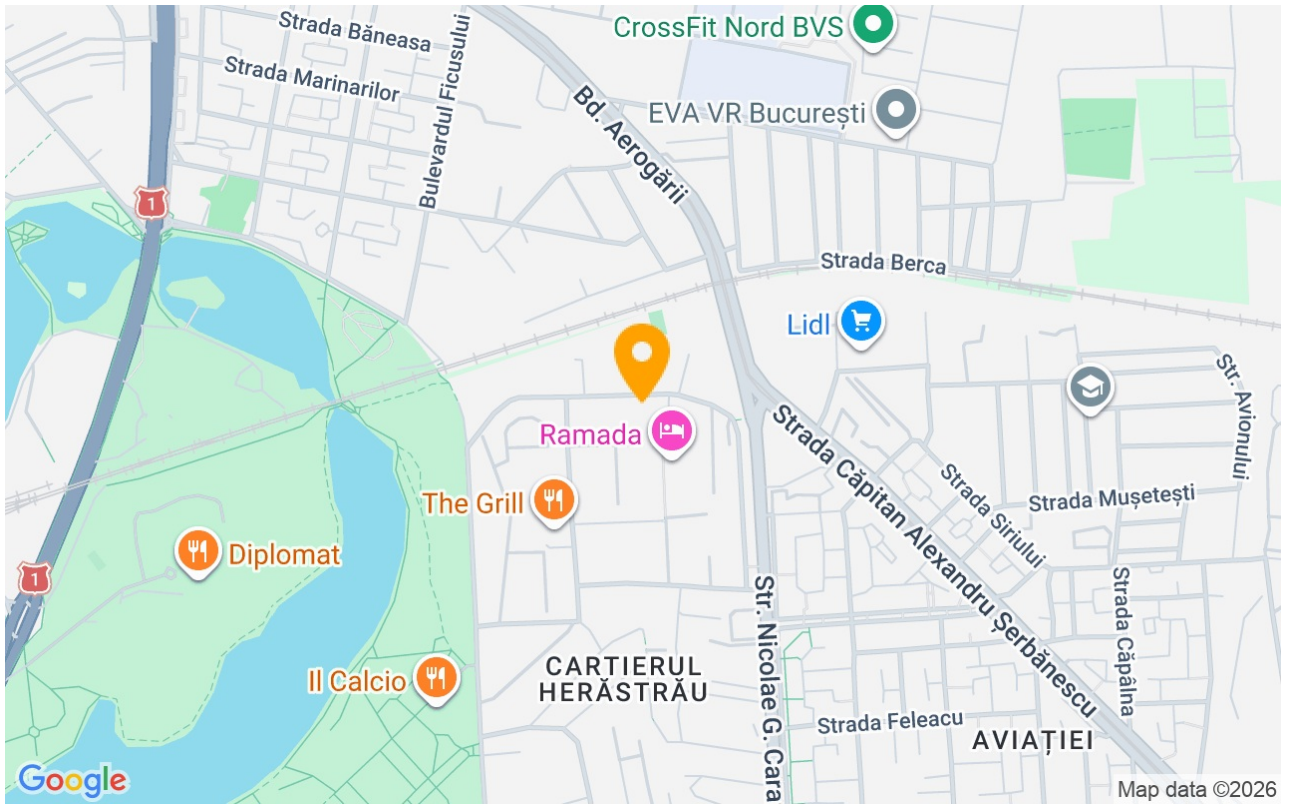 CrossFit Nord BVS
Strada Băneasa
Strada Marinarilor
Bulevardul Ficusului
Bd. Aerogării
EVA VR București
1
Strada Berca
Lidl
Ramada
Str. Avionului
The Grill
Strada Căpitan Alexandru Șerbănescu
Strada Siriului
Strada Mușetești
Diplomat
1
Str. Nicolae G. Cara
Strada Căpâlna
Il Calcio
CARTIERUL
HERĂSTRĂU
Strada Feleacu
AVIAȚIEI
Google
Map data ©2026